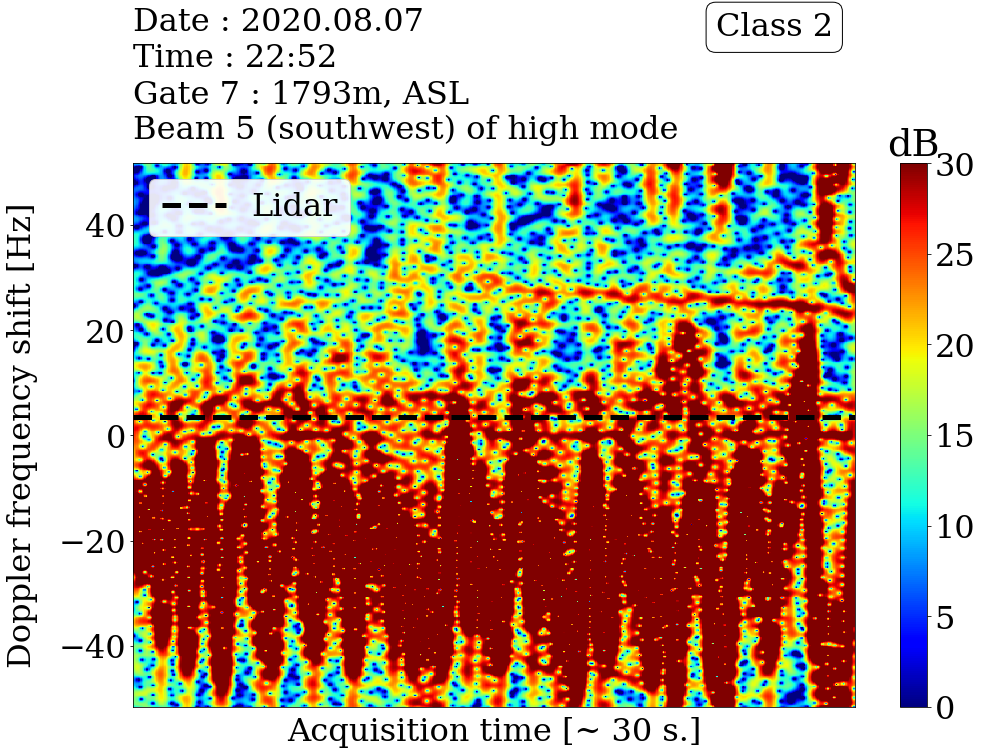 Date : 2020.08.07
Time : 22:52
Gate 7 : 1793m, ASL
Beam 5 (southwest) of high mode
Class 2
dB
Lidar
Doppler frequency shift [Hz]
40
20
0
−20
−40
30
25
20
15
10
5
0
Acquisition time [~ 30 s.]